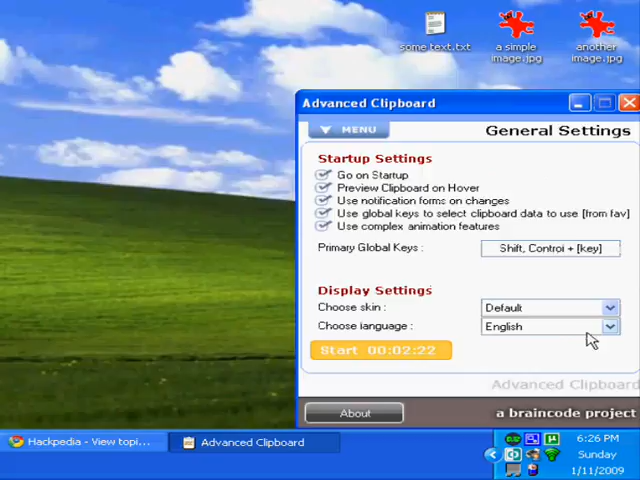 some text.txt
a simple
image.jpg
another
image.jpg
Advanced Clipboard
MENU
General Settings
Startup Settings
Go on Startup
Preview Clipboard on Hover
Use notification forms on changes
Use global keys to select clipboard data to use [from fav]
Use complex animation features
Primary Global Keys : Shift, Control + [key]
Display Settings
Choose skin : Default
Choose language : English
Start 00:02:22
Advanced Clipboard
About
a braincode project
Hackpedia - View topi...
Advanced Clipboard
6:26 PM
Sunday
1/11/2009